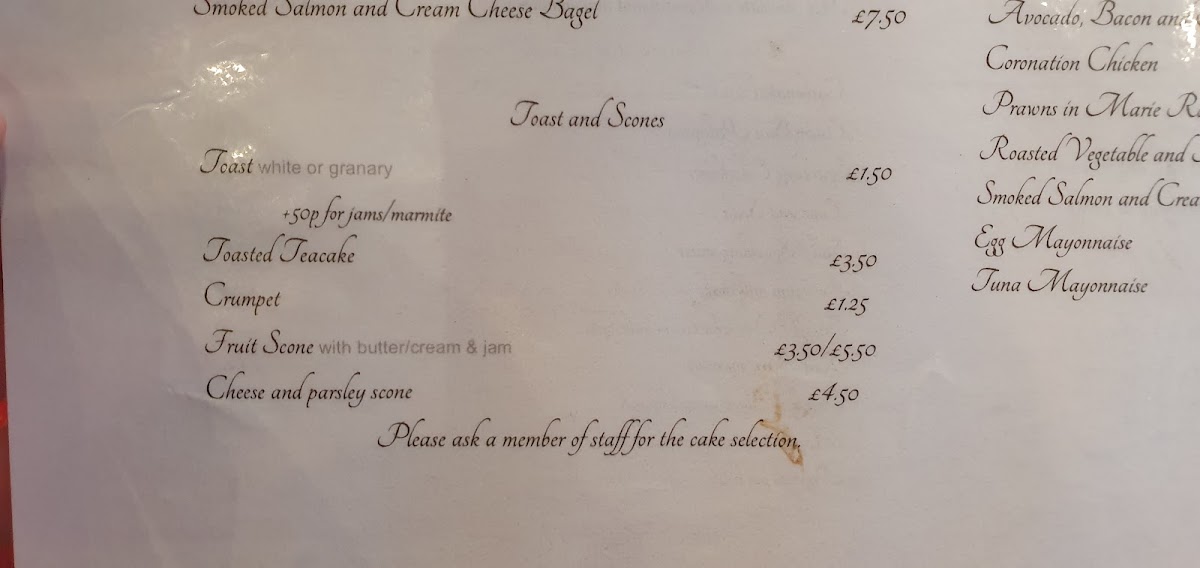 Smoked Salmon and Cream Cheese Bagel £7.50
Toast and Scones
Toast white or granary £1.50
+50p for jams/marmite
Toasted Teacake £3.50
Crumpet £1.25
Fruit Scone with butter/cream & jam £3.50/£5.50
Cheese and parsley scone £4.50
Please ask a member of staff for the cake selection.
Avocado, Bacon and
Coronation Chicken
Prawns in Marie
Roasted Vegetable and
Smoked Salmon and
Egg Mayonnaise
Tuna Mayonnaise